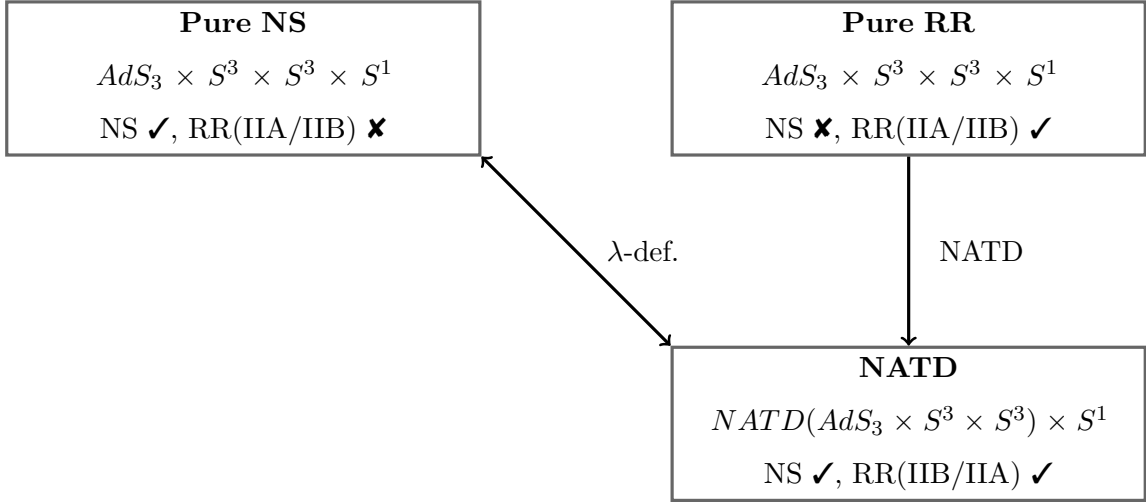 Pure NS
AdS₃ × S³ × S³ × S¹
NS ✓, RR(IIA/IIB) ✘
Pure RR
AdS₃ × S³ × S³ × S¹
NS ✘, RR(IIA/IIB) ✓
λ-def.
NATD
NATD
NATD(AdS₃ × S³ × S³) × S¹
NS ✓, RR(IIB/IIA) ✓